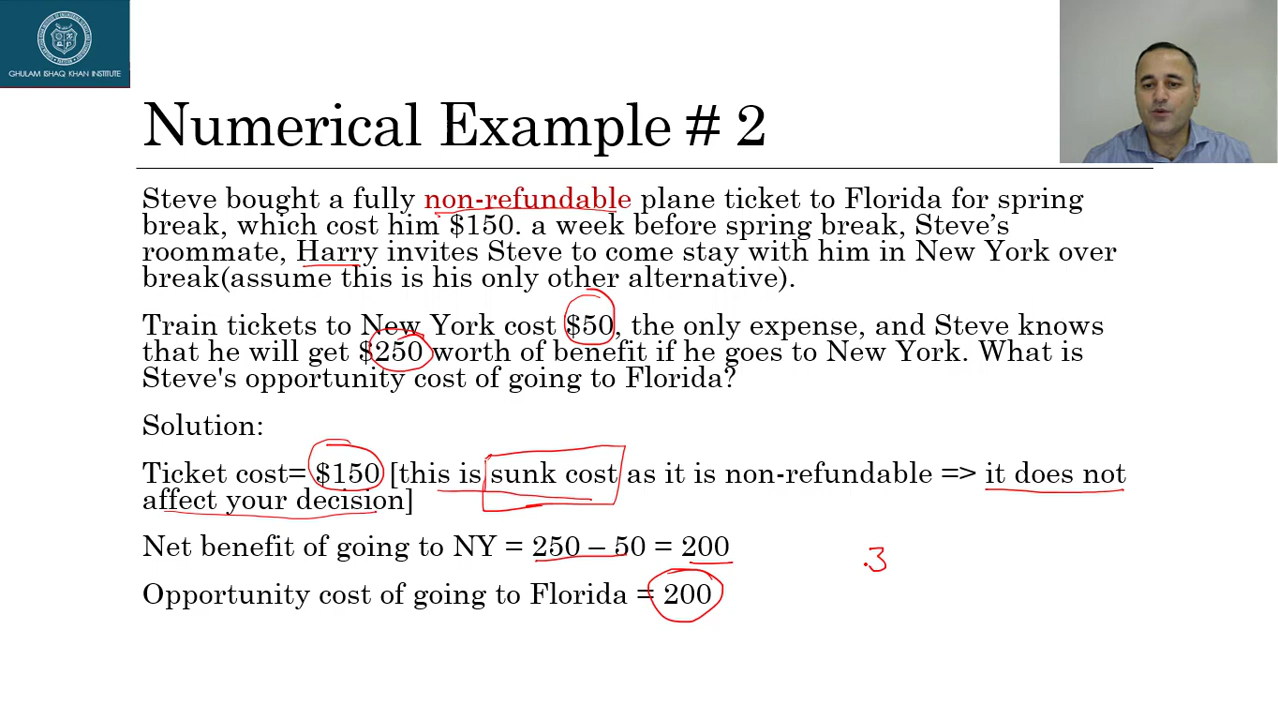 GHULAM ISHAQ KHAN INSTITUTE
Numerical Example # 2
Steve bought a fully non-refundable plane ticket to Florida for spring
break, which cost him $150. a week before spring break, Steve's
roommate, Harry invites Steve to come stay with him in New York over
break(assume this is his only other alternative).
Train tickets to New York cost $50, the only expense, and Steve knows
that he will get $250 worth of benefit if he goes to New York. What is
Steve's opportunity cost of going to Florida?
Solution:
Ticket cost= $150 [this is sunk cost as it is non-refundable => it does not
affect your decision]
Net benefit of going to NY = 250 – 50 = 200
.3
Opportunity cost of going to Florida = 200